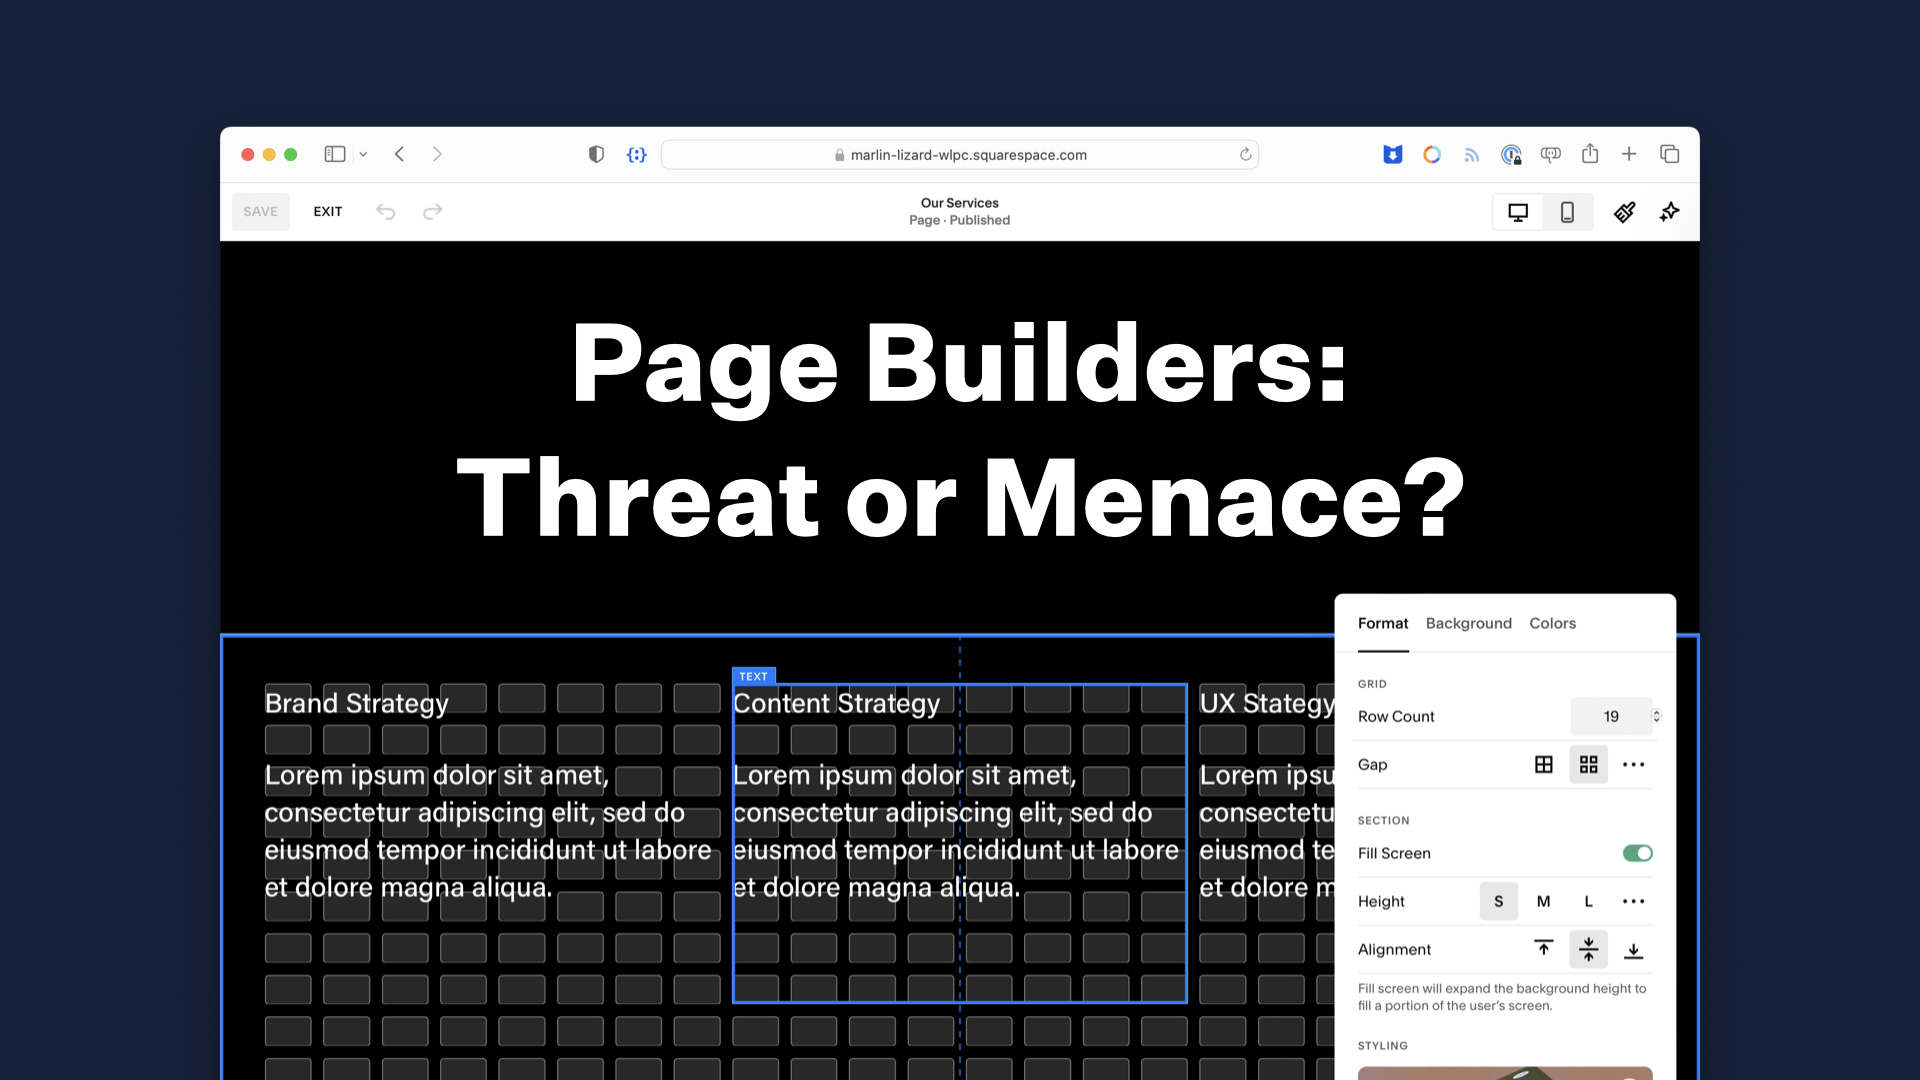 marlin-lizard-wlpc.squarespace.com
SAVE
EXIT
Our Services
Page · Published
Page Builders:
Threat or Menace?
TEXT
Brand Strategy
Lorem ipsum dolor sit amet,
consectetur adipiscing elit, sed do
eiusmod tempor incididunt ut labore
et dolore magna aliqua.
Content Strategy
Lorem ipsum dolor sit amet,
consectetur adipiscing elit, sed do
eiusmod tempor incididunt ut labore
et dolore magna aliqua.
UX Stategy
Lorem ipsu
consectetu
eiusmod te
et dolore m
Format Background Colors
GRID
Row Count 19
Gap
SECTION
Fill Screen
Height S M L
Alignment
Fill screen will expand the background height to
fill a portion of the user's screen.
STYLING